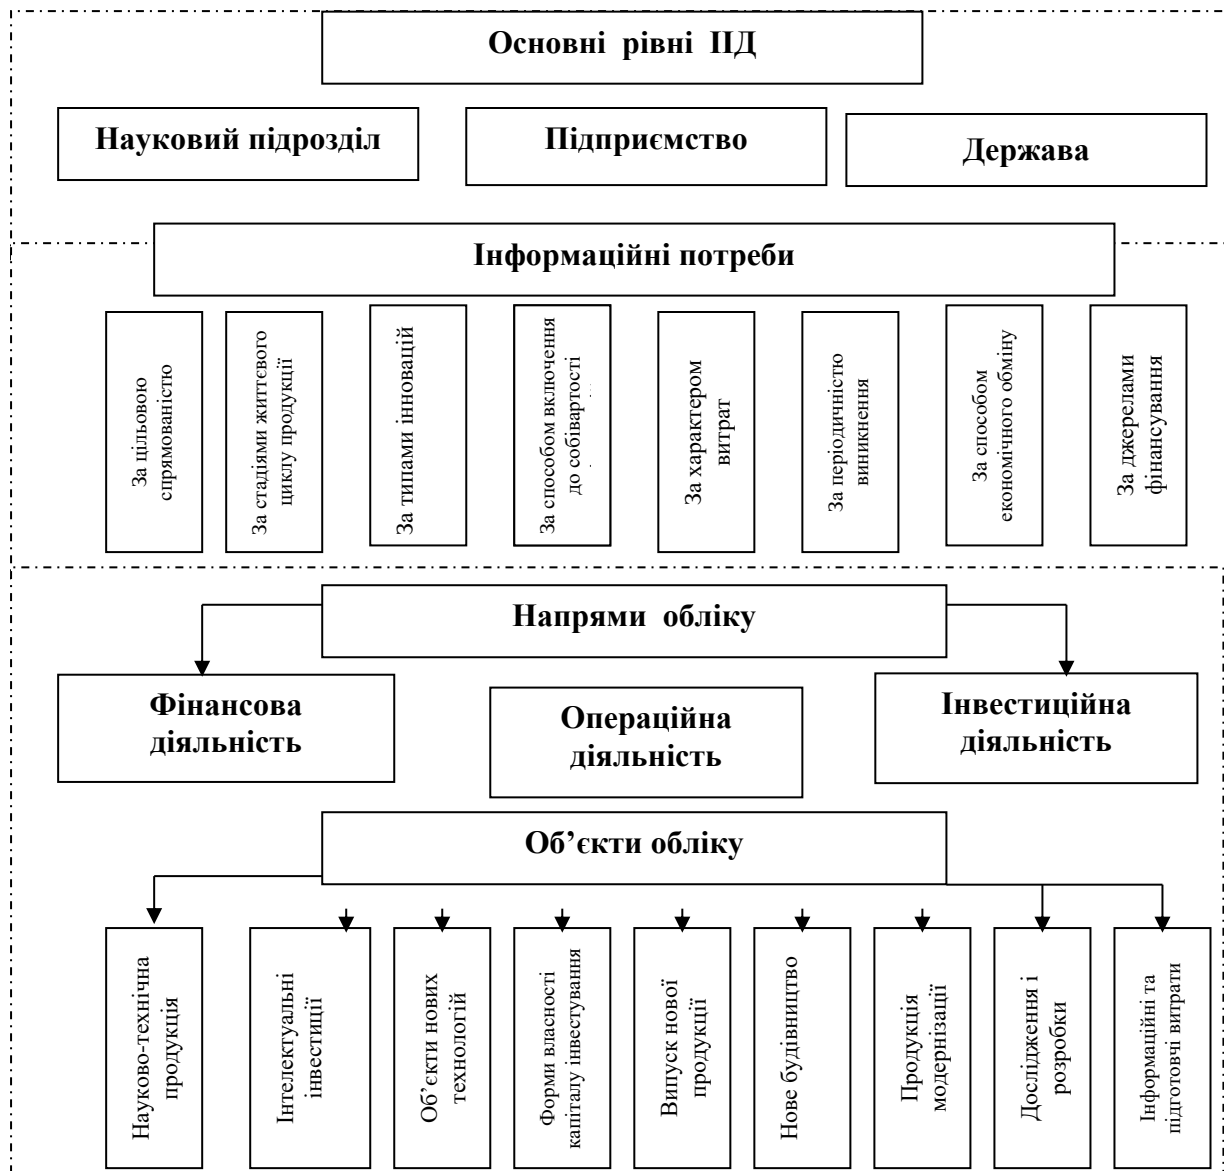 Основні рівні ІІД
Науковий підрозділ
Підприємство
Держава
Інформаційні потреби
За цільовою
спрямованістю
За стадіями життєвого
циклу продукції
За типами інновацій
За способом включення
до собівартості
За характером
витрат
За періодичністю
виникнення
За способом
економічного обміну
За джерелами
фінансування
Напрями обліку
Фінансова
діяльність
Операційна
діяльність
Інвестиційна
діяльність
Об’єкти обліку
Науково-технічна
продукція
Інтелектуальні
інвестиції
Об’єкти нових
технологій
Форми власності
капіталу інвестування
Випуск нової
продукції
Нове будівництво
Продукція
модернізації
Дослідження і
розробки
Інформаційні та
підготовчі витрати